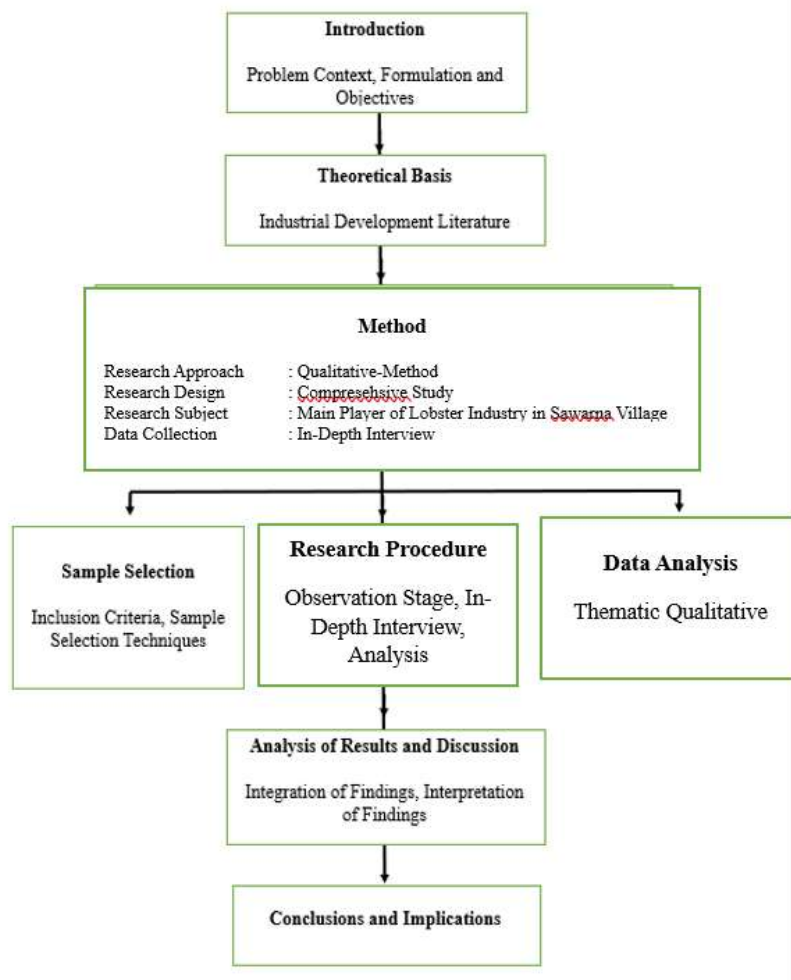 Introduction
Problem Context, Formulation and
Objectives
Theoretical Basis
Industrial Development Literature
Method
Research Approach : Qualitative-Method
Research Design : Compresehsive Study
Research Subject : Main Player of Lobster Industry in Sawarna Village
Data Collection : In-Depth Interview
Sample Selection
Inclusion Criteria, Sample
Selection Techniques
Research Procedure
Observation Stage, In-
Depth Interview,
Analysis
Data Analysis
Thematic Qualitative
Analysis of Results and Discussion
Integration of Findings, Interpretation
of Findings
Conclusions and Implications